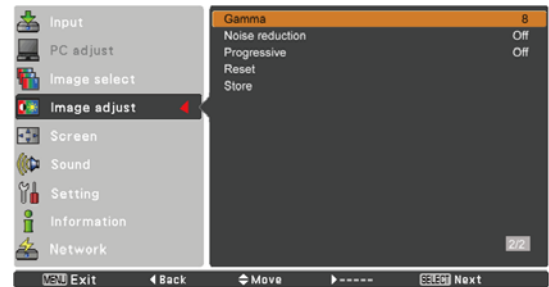 Input
PC adjust
Image select
Image adjust
Screen
Sound
Setting
Information
Network
Gamma 8
Noise reduction Off
Progressive Off
Reset
Store
2/2
MENU Exit ◀Back ◆Move ▶----- SELECT Next